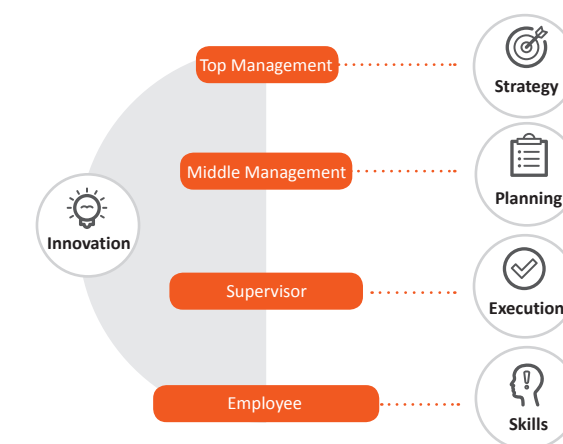 Top Management
Strategy
Middle Management
Planning
Innovation
Supervisor
Execution
Employee
Skills